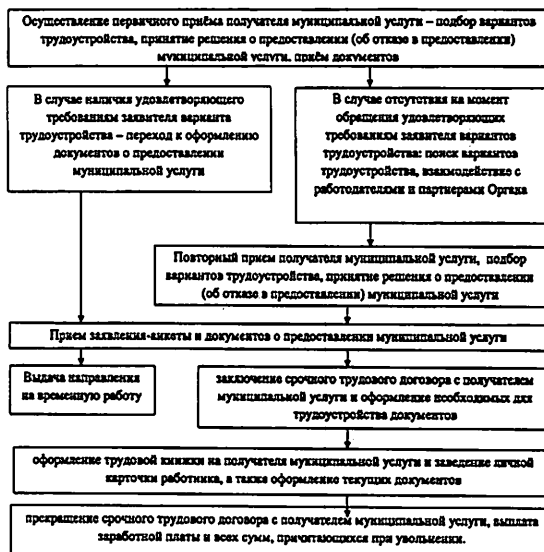 Осуществление первичного приёма получателя муниципальной услуги – подбор вариантов
трудоустройства, принятие решения о предоставлении (об отказе в предоставлении)
муниципальной услуги, приём документов
В случае наличия удовлетворяющего
требованиям заявителя варианта
трудоустройства – переход к оформлению
документов о предоставлении
муниципальной услуги
В случае отсутствия на момент
обращения удовлетворяющих
требованиям заявителя вариантов
трудоустройства: поиск вариантов
трудоустройства, взаимодействие с
работодателями и партнерами Органа
Повторный прием получателя муниципальной услуги, подбор
вариантов трудоустройства, принятие решения о предоставлении
(об отказе в предоставлении) муниципальной услуги
Прием заявления-анкеты и документов о предоставлении муниципальной услуги
Выдача направления
на временную работу
заключение срочного трудового договора с получателем
муниципальной услуги и оформление необходимых для
трудоустройства документов
оформление трудовой книжки на получателя муниципальной услуги и заведение личной
карточки работника, а также оформление текущих документов
прекращение срочного трудового договора с получателем муниципальной услуги, выплата
заработной платы и всех сумм, причитающихся при увольнении.